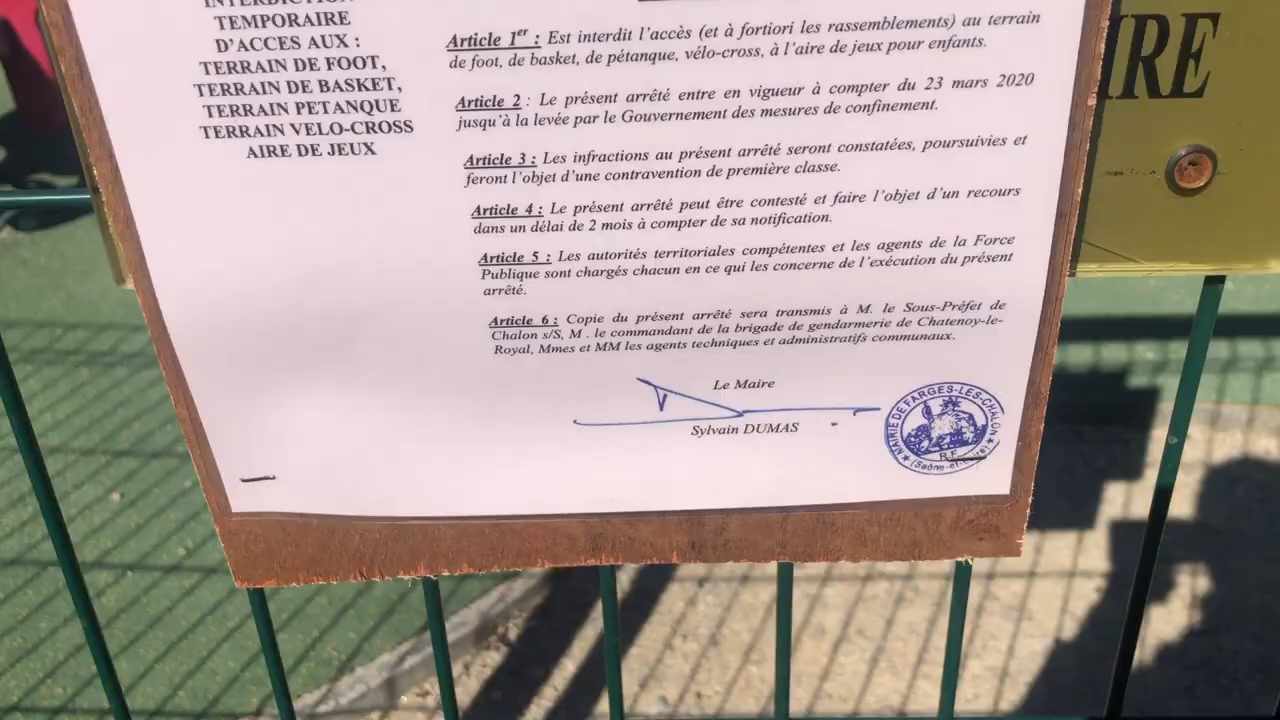 INTERDICTION
TEMPORAIRE
D'ACCES AUX :
TERRAIN DE FOOT,
TERRAIN DE BASKET,
TERRAIN PETANQUE
TERRAIN VELO-CROSS
AIRE DE JEUX
Article 1er : Est interdit l'accès (et à fortiori les rassemblements) au terrain
de foot, de basket, de pétanque, vélo-cross, à l'aire de jeux pour enfants.
Article 2 : Le présent arrêté entre en vigueur à compter du 23 mars 2020
jusqu'à la levée par le Gouvernement des mesures de confinement.
Article 3 : Les infractions au présent arrêté seront constatées, poursuivies et
feront l'objet d'une contravention de première classe.
Article 4 : Le présent arrêté peut être contesté et faire l'objet d'un recours
dans un délai de 2 mois à compter de sa notification.
Article 5 : Les autorités territoriales compétentes et les agents de la Force
Publique sont chargés chacun en ce qui les concerne de l'exécution du présent
arrêté.
Article 6 : Copie du présent arrêté sera transmis à M. le Sous-Préfet de
Chalon s/S, M . le commandant de la brigade de gendarmerie de Chatenoy-le-
Royal, Mmes et MM les agents techniques et administratifs communaux.
Le Maire
Sylvain DUMAS
MAIRIE DE FARGES-LES-CHALON
R.F.
(Saône-et-Loire)
IRE